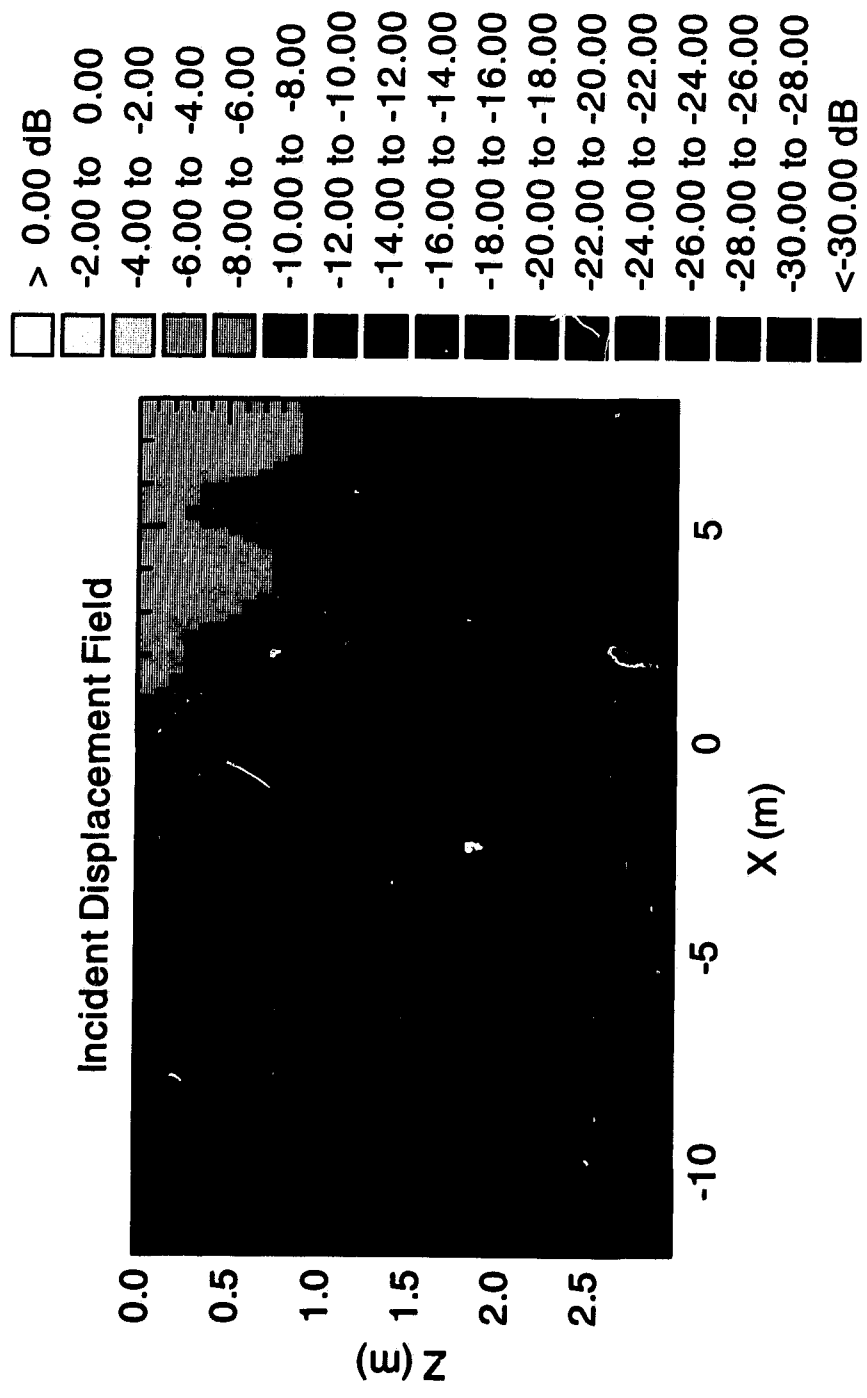 Incident Displacement Field
Z (m)
0.0
0.5
1.0
1.5
2.0
2.5
-10
-5
0
5
X (m)
> 0.00 dB
-2.00 to 0.00
-4.00 to -2.00
-6.00 to -4.00
-8.00 to -6.00
-10.00 to -8.00
-12.00 to -10.00
-14.00 to -12.00
-16.00 to -14.00
-18.00 to -16.00
-20.00 to -18.00
-22.00 to -20.00
-24.00 to -22.00
-26.00 to -24.00
-28.00 to -26.00
-30.00 to -28.00
<-30.00 dB